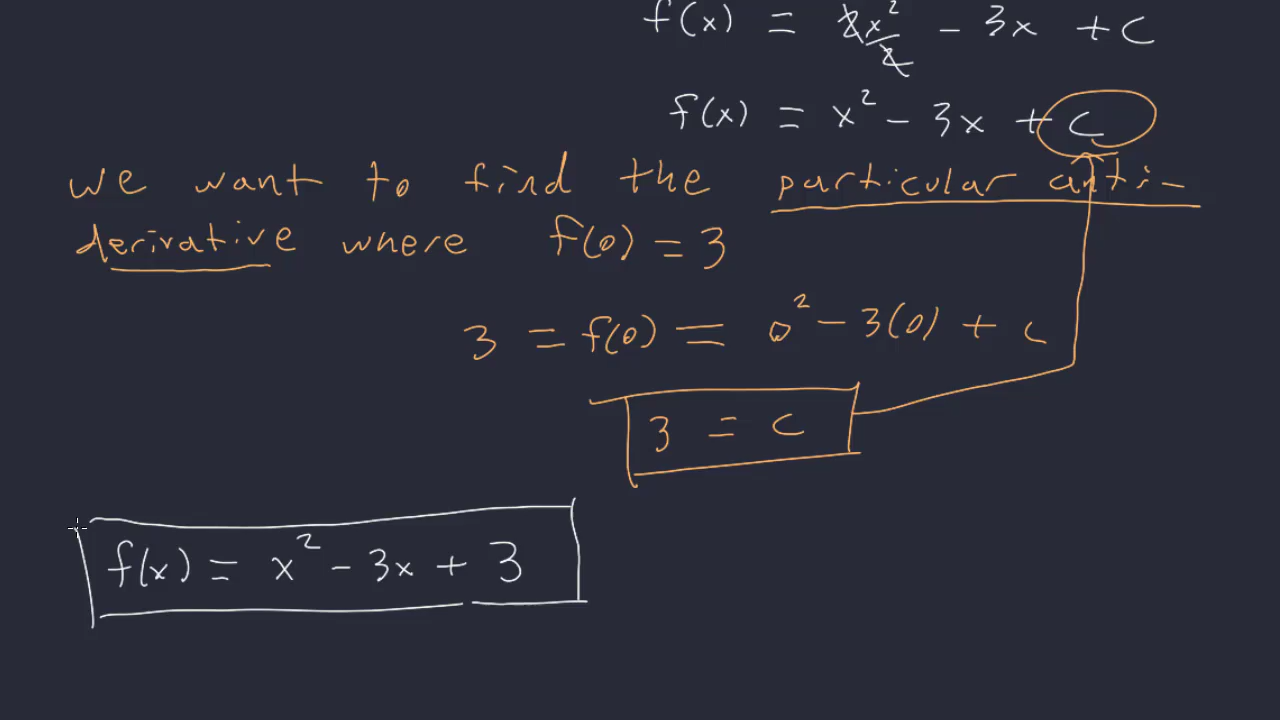 f(x) = 2x²/2 - 3x + C
f(x) = x² - 3x + C
we want to find the particular anti-
derivative where f(0) = 3
3 = f(0) = 0² - 3(0) + C
3 = C
f(x) = x² - 3x + 3